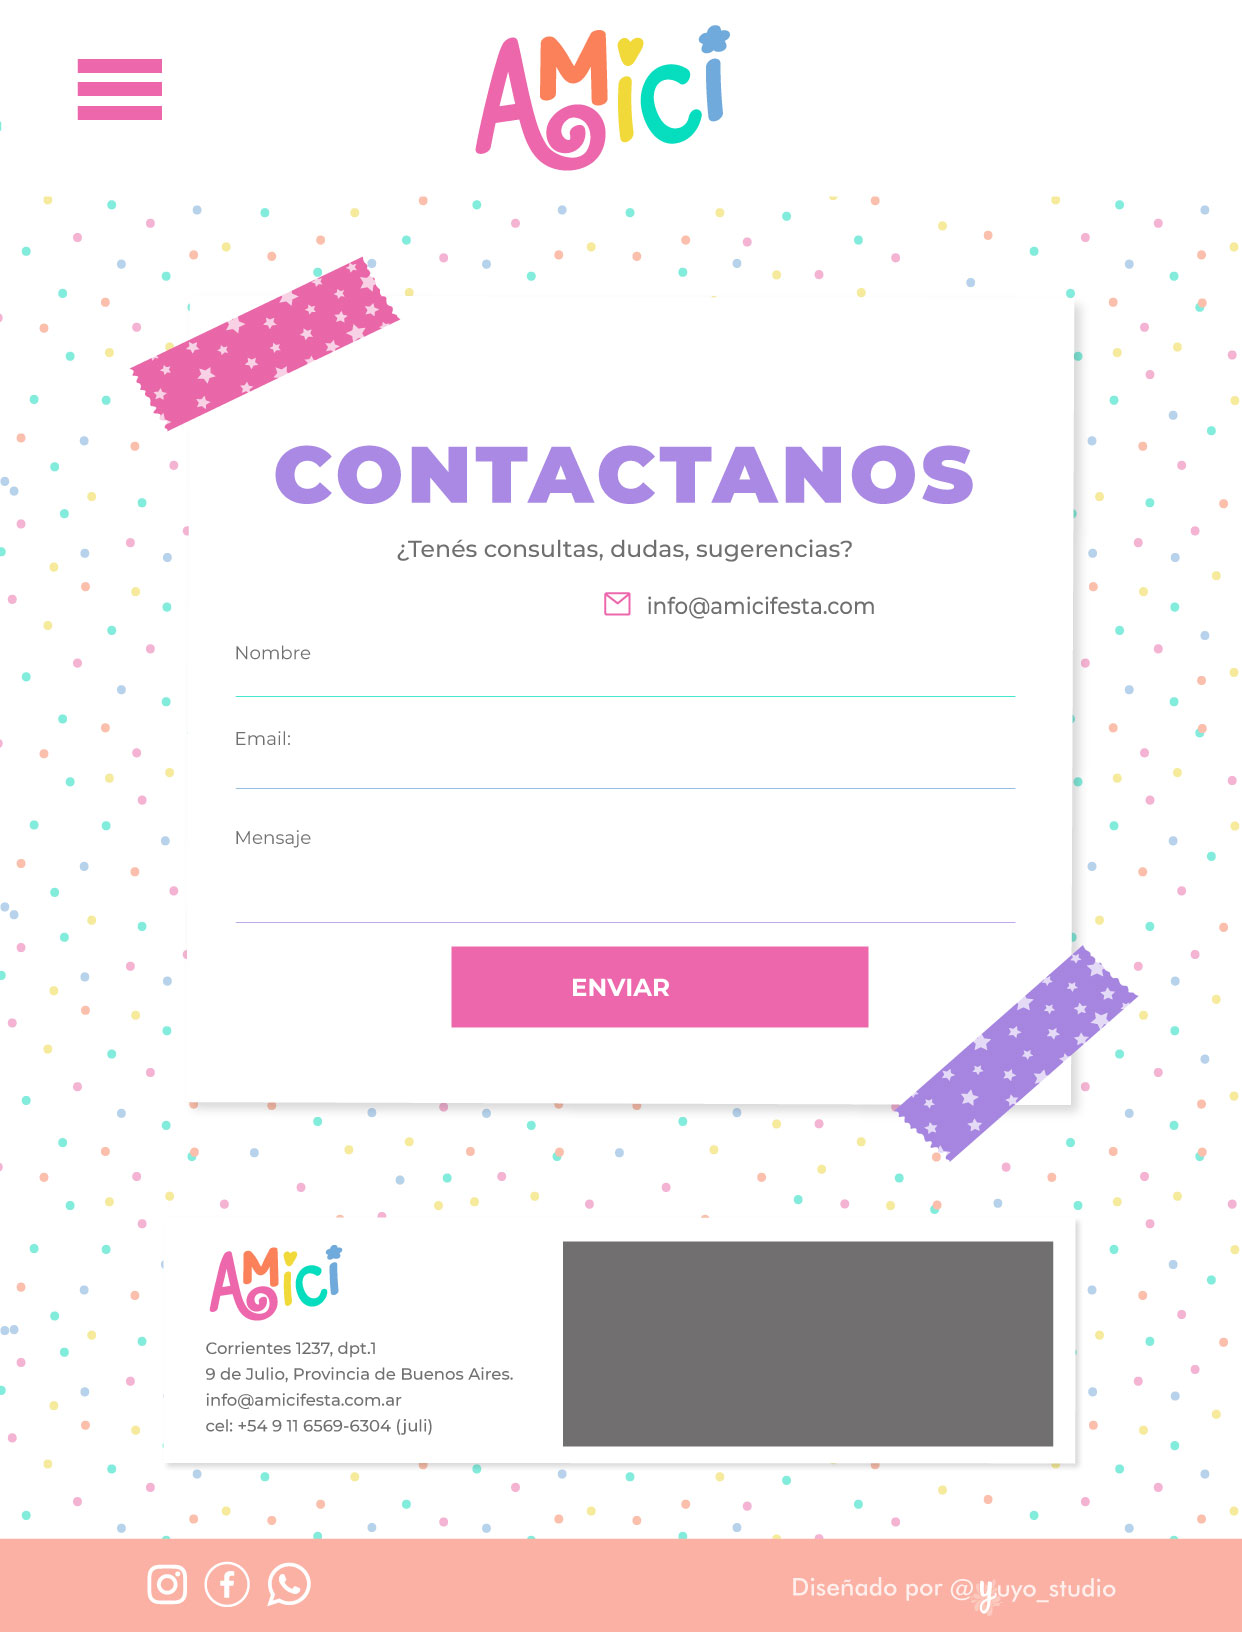 AMiCi
CONTACTANOS
¿Tenés consultas, dudas, sugerencias?
info@amicifesta.com
Nombre
Email:
Mensaje
ENVIAR
AMiCi
Corrientes 1237, dpt.1
9 de Julio, Provincia de Buenos Aires.
info@amicifesta.com.ar
cel: +54 9 11 6569-6304 (juli)
Diseñado por @yuyo_studio